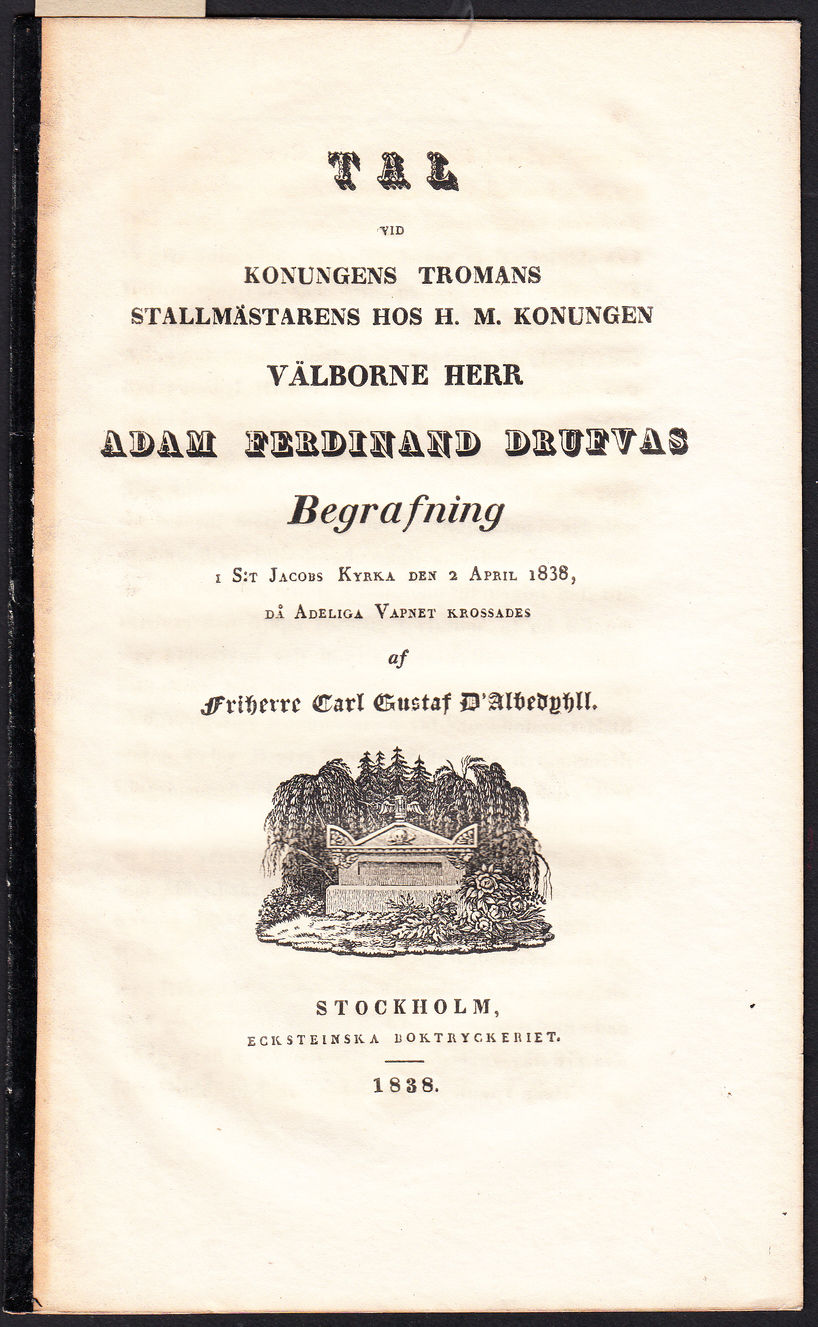 TAL
VID
KONUNGENS TROMANS
STALLMÄSTARENS HOS H. M. KONUNGEN
VÄLBORNE HERR
ADAM FERDINAND DRUFVAS
Begrafning
I S:T JACOBS KYRKA DEN 2 APRIL 1838,
DÅ ADELIGA VAPNET KROSSADES
af
Friherre Carl Gustaf D'Albedyhll.
STOCKHOLM,
ECKSTEINSKA BOKTRYCKERIET.
1838.